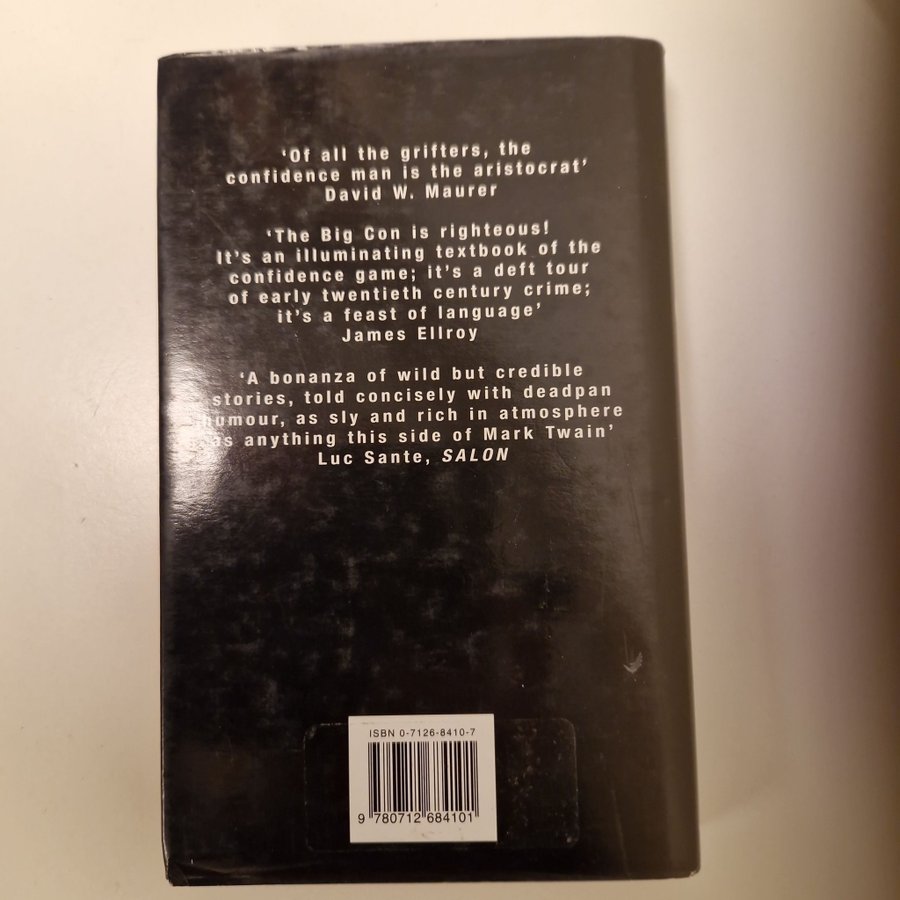 ‘Of all the grifters, the
confidence man is the aristocrat’
David W. Maurer
‘The Big Con is righteous!
It’s an illuminating textbook of the
confidence game; it’s a deft tour
of early twentieth century crime;
it’s a feast of language’
James Ellroy
‘A bonanza of wild but credible
stories, told concisely with deadpan
humour, as sly and rich in atmosphere
as anything this side of Mark Twain’
Luc Sante, SALON
ISBN 0-7126-8410-7
9 780712 684101